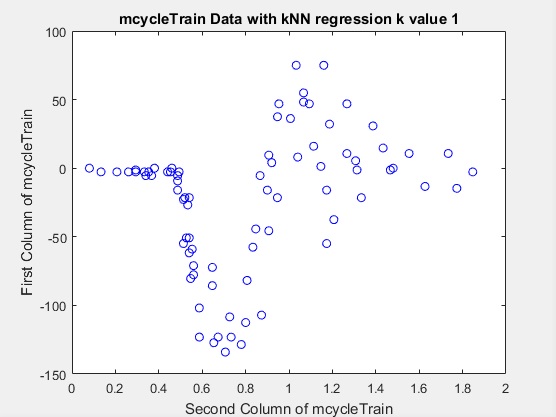 mcycleTrain Data with kNN regression k value 1
100
50
0
-50
-100
-150
First Column of mcycleTrain
0 0.2 0.4 0.6 0.8 1 1.2 1.4 1.6 1.8 2
Second Column of mcycleTrain